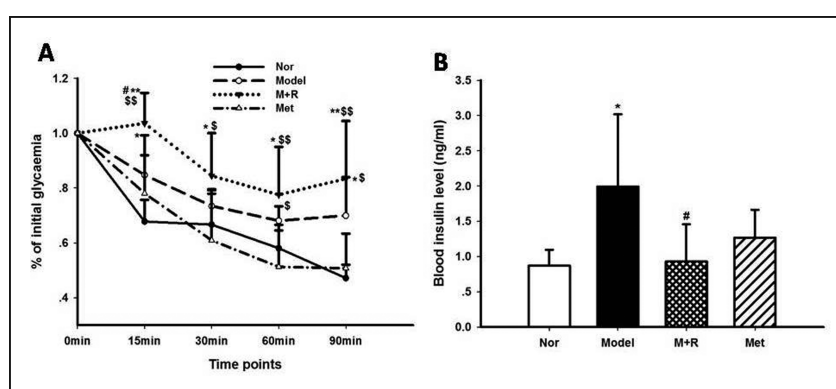 A
Nor
Model
M+R
Met
% of Initial glycaemia
1.2
1.0
.8
.6
.4
# **
$$
*
* $
* $$
$
**$$
*$
0min
15min
30min
60min
90min
Time points
B
Blood insulin level (ng/ml)
3.5
3.0
2.5
2.0
1.5
1.0
.5
0.0
*
#
Nor
Model
M+R
Met